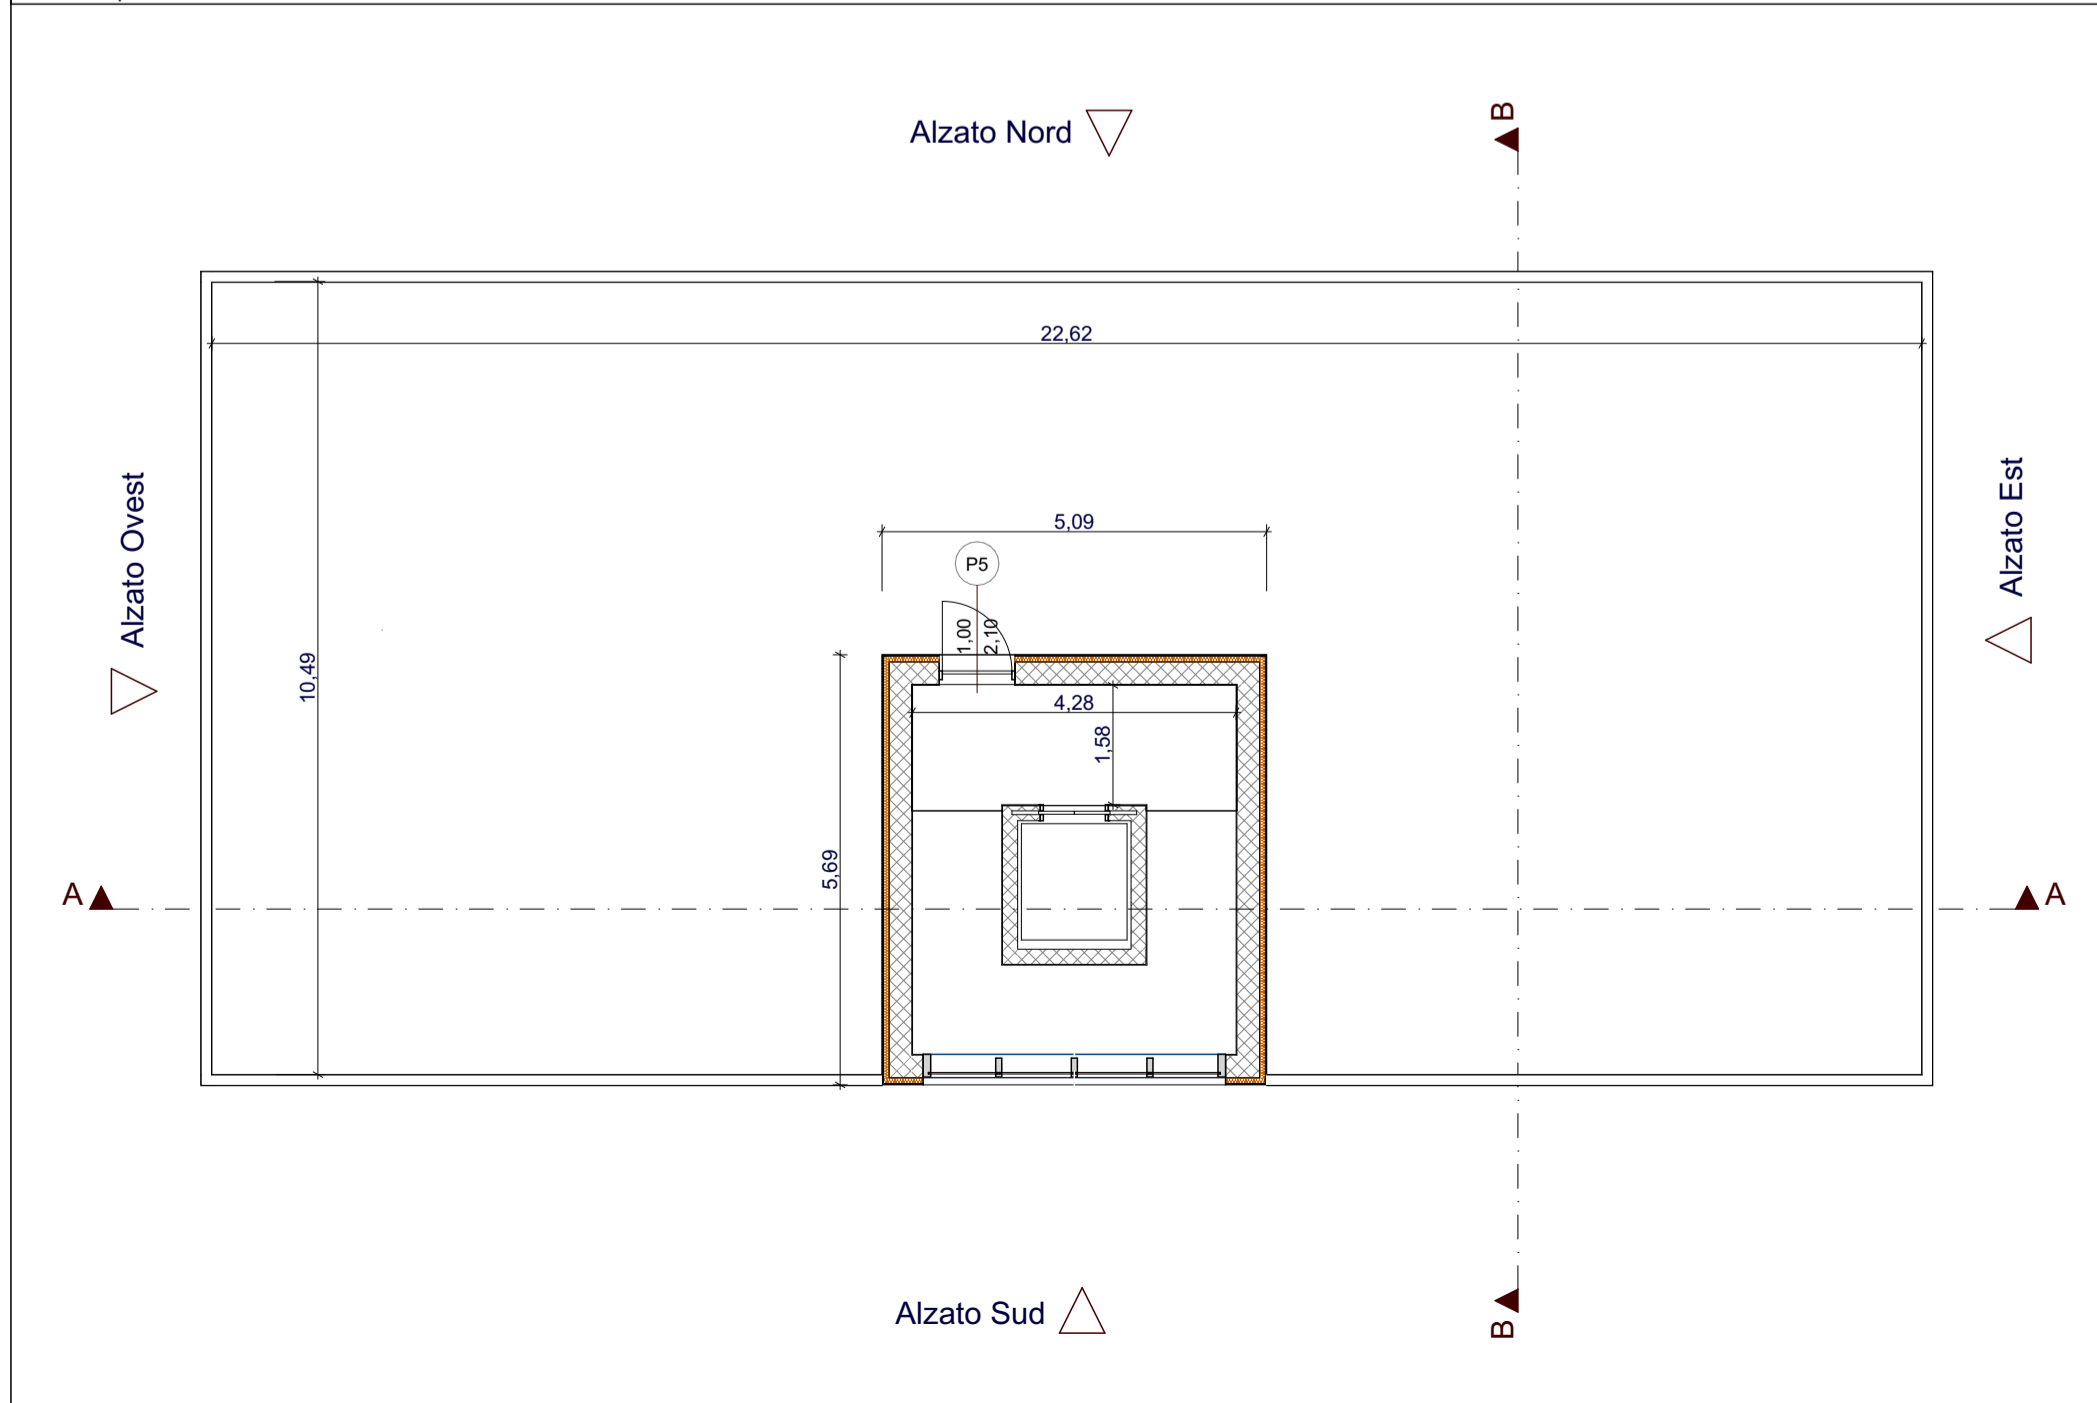 Alzato Nord
B
22,62
Alzato Ovest
Alzato Est
5,09
P5
1,00
2,10
10,49
4,28
1,58
5,69
A
A
Alzato Sud
B